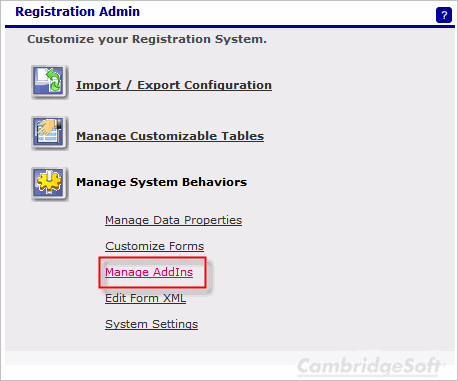 Registration Admin
?
Customize your Registration System.
Import / Export Configuration
Manage Customizable Tables
Manage System Behaviors
Manage Data Properties
Customize Forms
Manage AddIns
Edit Form XML
System Settings
CambridgeSoft